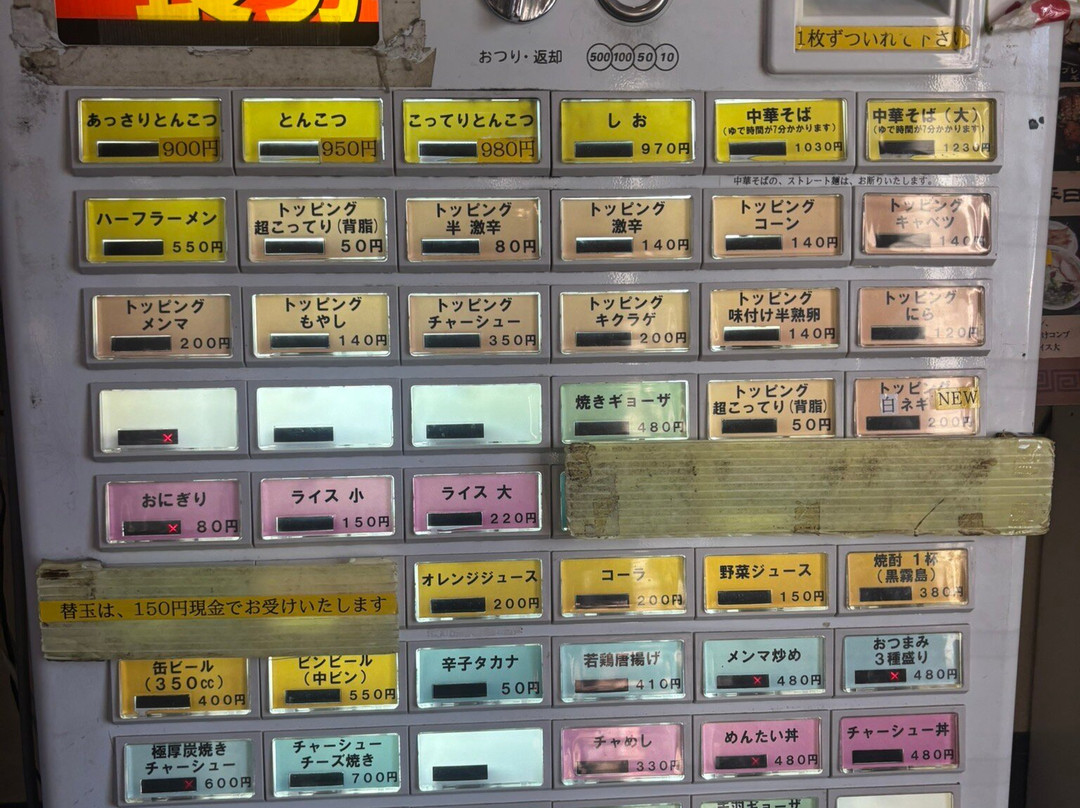 1枚ずついれて下さい
おつり・返却 500 100 50 10
あっさりとんこつ
900円
とんこつ
950円
こってりとんこつ
980円
しお
970円
中華そば
(ゆで時間が7分かかります)
1030円
中華そば(大)
(ゆで時間が7分かかります)
1230円
中華そばの、ストレート麺は、お断りいたします。
ハーフラーメン
550円
トッピング
超こってり(背脂)
50円
トッピング
半 激辛
80円
トッピング
激辛
140円
トッピング
コーン
140円
トッピング
キャベツ
140円
トッピング
メンマ
200円
トッピング
もやし
140円
トッピング
チャーシュー
350円
トッピング
キクラゲ
200円
トッピング
味付け半熟卵
140円
トッピング
にら
120円
焼きギョーザ
480円
トッピング
超こってり(背脂)
50円
トッピング
白ネギ NEW
200円
おにぎり
80円
ライス 小
150円
ライス 大
220円
替玉は、150円現金でお受けいたします
オレンジジュース
200円
コーラ
200円
野菜ジュース
150円
焼酎 1杯
(黒霧島)
380円
缶ビール
(350cc)
400円
ビンビール
(中ビン)
550円
辛子タカナ
50円
若鶏唐揚げ
410円
メンマ炒め
480円
おつまみ
3種盛り
480円
極厚炭焼き
チャーシュー
600円
チャーシュー
チーズ焼き
700円
チャめし
330円
めんたい丼
480円
チャーシュー丼
480円